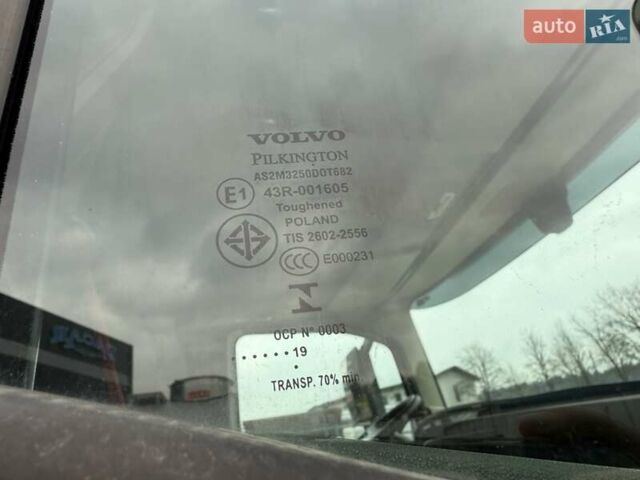 auto RIA.com
VOLVO
PILKINGTON
AS2M3250DOT682
E1 43R-001605
Toughened
POLAND
TIS 2602-2556
CCC E000231
N
OCP N° 0003
. . . . . 19
. . . . .
TRANSP. 70% min